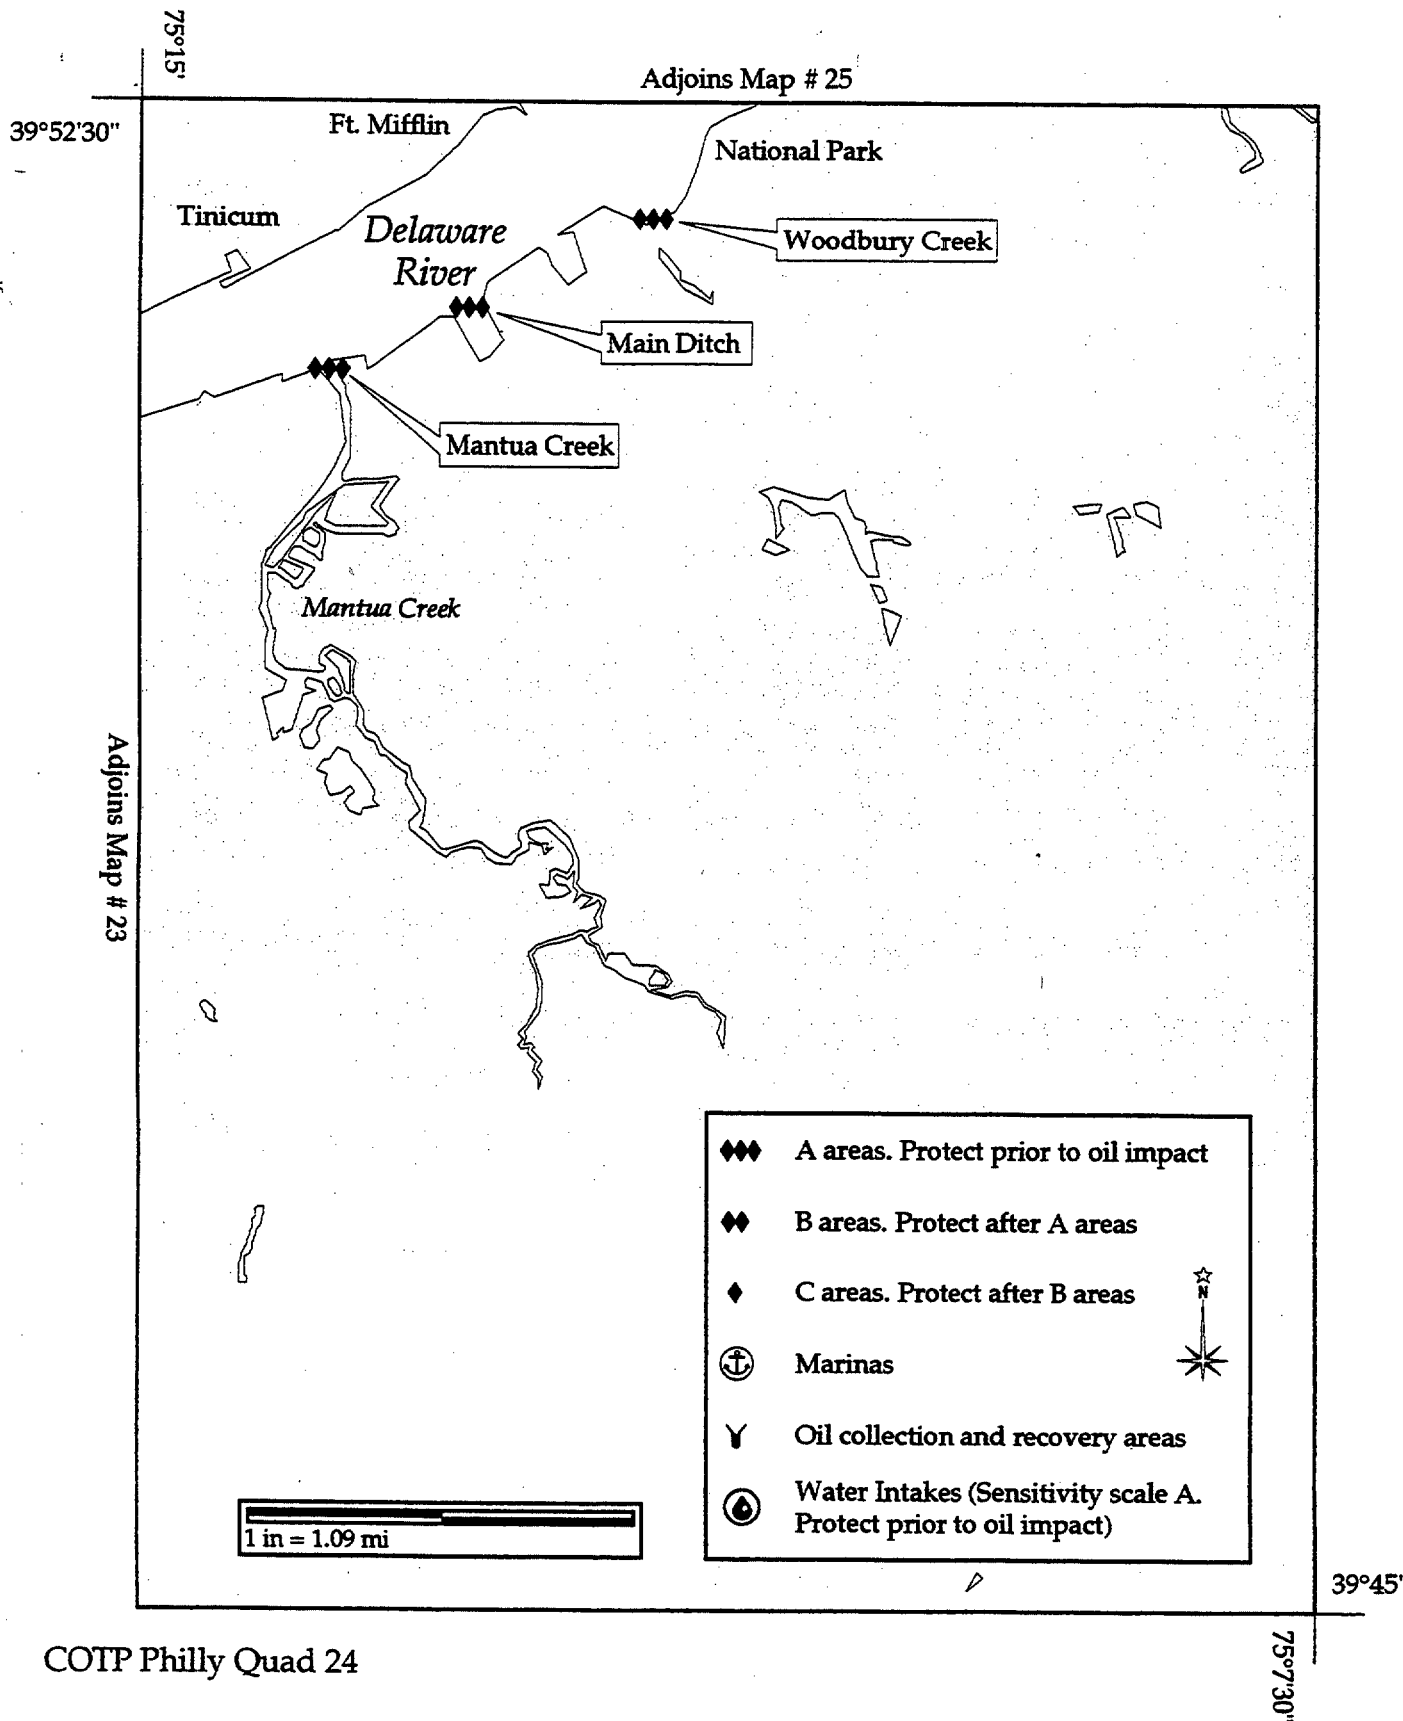 75°15'
Adjoins Map # 25
39°52'30"
Ft. Mifflin
National Park
Tinicum
Delaware
River
Woodbury Creek
Main Ditch
Mantua Creek
Mantua Creek
Adjoins Map # 23
A areas. Protect prior to oil impact
B areas. Protect after A areas
C areas. Protect after B areas
N
Marinas
Oil collection and recovery areas
Water Intakes (Sensitivity scale A.
Protect prior to oil impact)
1 in = 1.09 mi
39°45'
COTP Philly Quad 24
75°7'30"